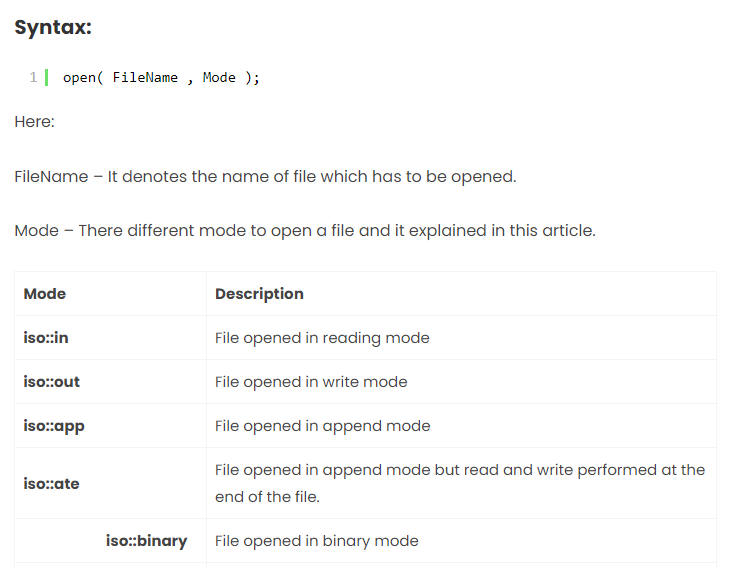 Syntax:
1 open( FileName , Mode );
Here:
FileName – It denotes the name of file which has to be opened.
Mode – There different mode to open a file and it explained in this article.
Mode Description
iso::in File opened in reading mode
iso::out File opened in write mode
iso::app File opened in append mode
iso::ate File opened in append mode but read and write performed at the
end of the file.
iso::binary File opened in binary mode